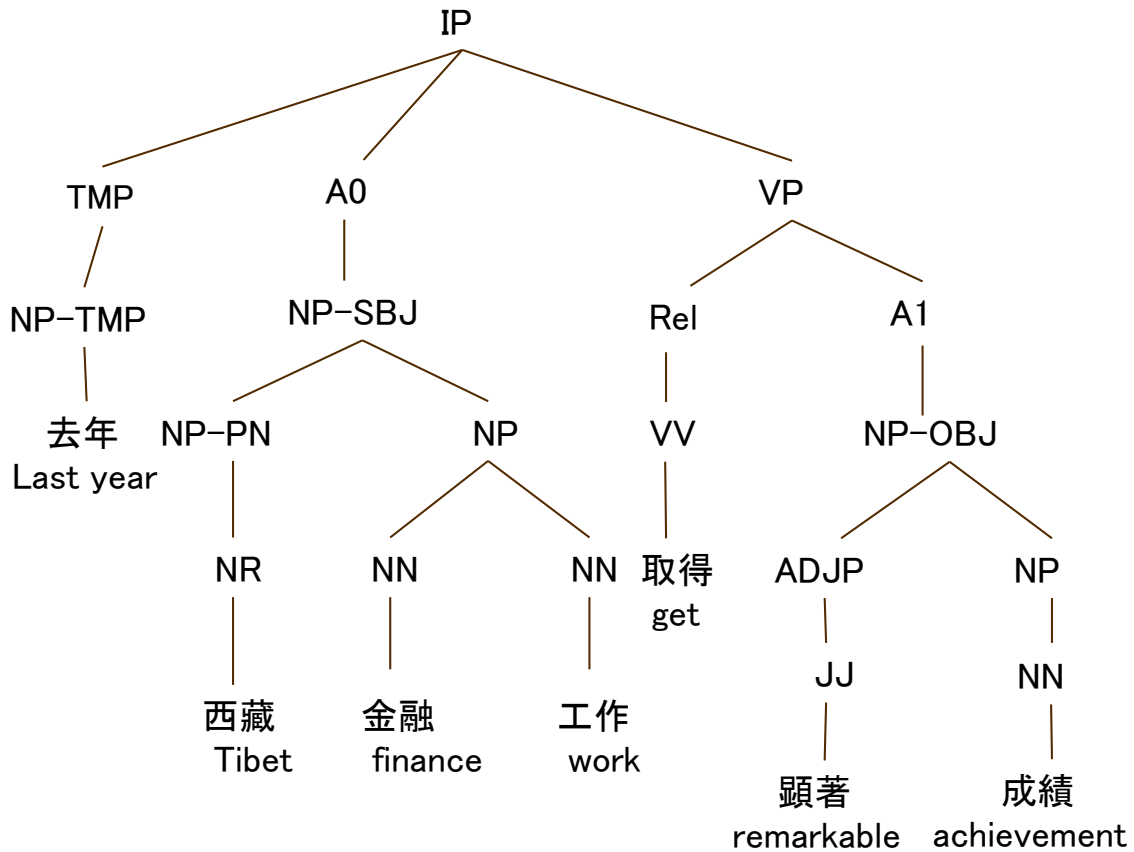 IP
TMP A0 VP
NP-TMP NP-SBJ Rel A1
去年 NP-PN NP VV NP-OBJ
Last year
NR NN NN 取得 ADJP NP
get
JJ NN
西藏 金融 工作
Tibet finance work
顕著 成績
remarkable achievement